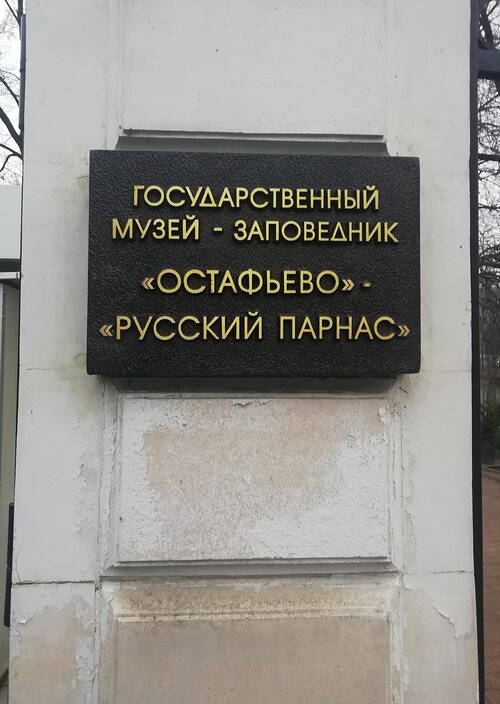 ГОСУДАРСТВЕННЫЙ
МУЗЕЙ - ЗАПОВЕДНИК
«ОСТАФЬЕВО» -
«РУССКИЙ ПАРНАС»